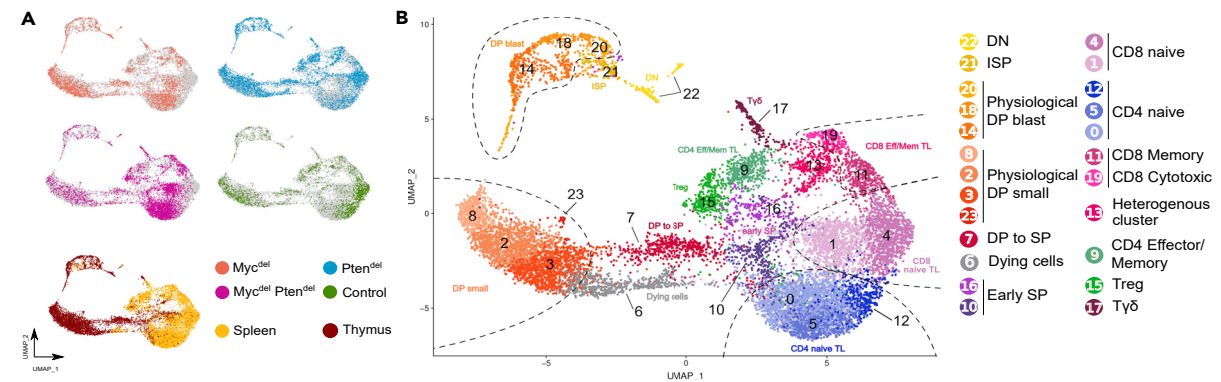 A
Myc^del
Pten^del
Myc^del Pten^del
Control
Spleen
Thymus
UMAP_2
UMAP_1
B
10
5
0
−5
−5
0
5
UMAP_2
UMAP_1
DP blast
18
20
14
21
ISP
DN
22
Tγδ
17
CD4 Eff/Mem TL
9
19
CD8 Eff/Mem TL
13
11
Treg
15
16
early SP
23
8
2
3
DP small
7
DP to SP
6
Dying cells
10
1
4
CD8
naive TL
0
5
12
CD4 naive TL
22 DN
21 ISP
20
18
14
Physiological
DP blast
8
2
3
23
Physiological
DP small
7 DP to SP
6 Dying cells
16
10
Early SP
4
1
CD8 naive
12
5
0
CD4 naive
11 CD8 Memory
19 CD8 Cytotoxic
13 Heterogenous
cluster
9 CD4 Effector/
Memory
15 Treg
17 Tγδ